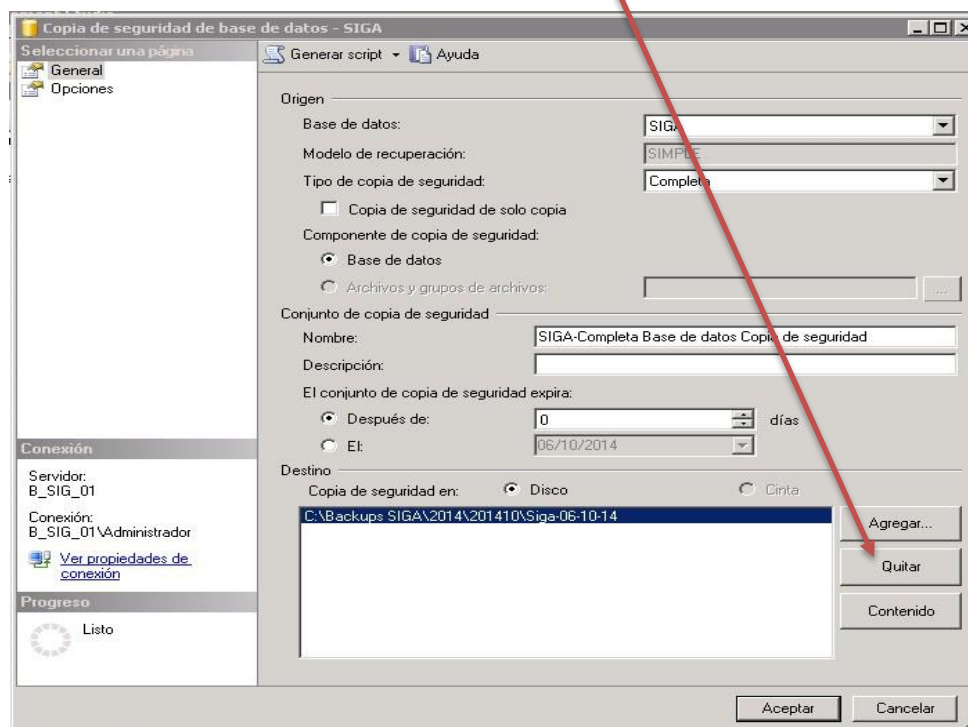 Copia de seguridad de base de datos - SIGA
Seleccionar una página
General
Opciones
Generar script
Ayuda
Origen
Base de datos:
SIGA
Modelo de recuperación:
SIMPLE
Tipo de copia de seguridad:
Completa
Copia de seguridad de solo copia
Componente de copia de seguridad:
Base de datos
Archivos y grupos de archivos:
...
Conjunto de copia de seguridad
Nombre:
SIGA-Completa Base de datos Copia de seguridad
Descripción:
El conjunto de copia de seguridad expira:
Después de:
0
días
El:
06/10/2014
Destino
Copia de seguridad en:
Disco
Cinta
C:\Backups SIGA\2014\201410\Siga-06-10-14
Agregar...
Quitar
Contenido
Conexión
Servidor:
B_SIG_01
Conexión:
B_SIG_01\Administrador
Ver propiedades de
conexión
Progreso
Listo
Aceptar
Cancelar